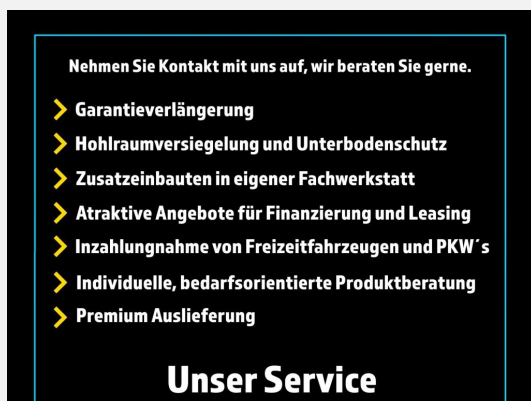 Nehmen Sie Kontakt mit uns auf, wir beraten Sie gerne.
Garantieverlängerung
Hohlraumversiegelung und Unterbodenschutz
Zusatzeinbauten in eigener Fachwerkstatt
Atraktive Angebote für Finanzierung und Leasing
Inzahlungnahme von Freizeitfahrzeugen und PKW´s
Individuelle, bedarfsorientierte Produktberatung
Premium Auslieferung
Unser Service